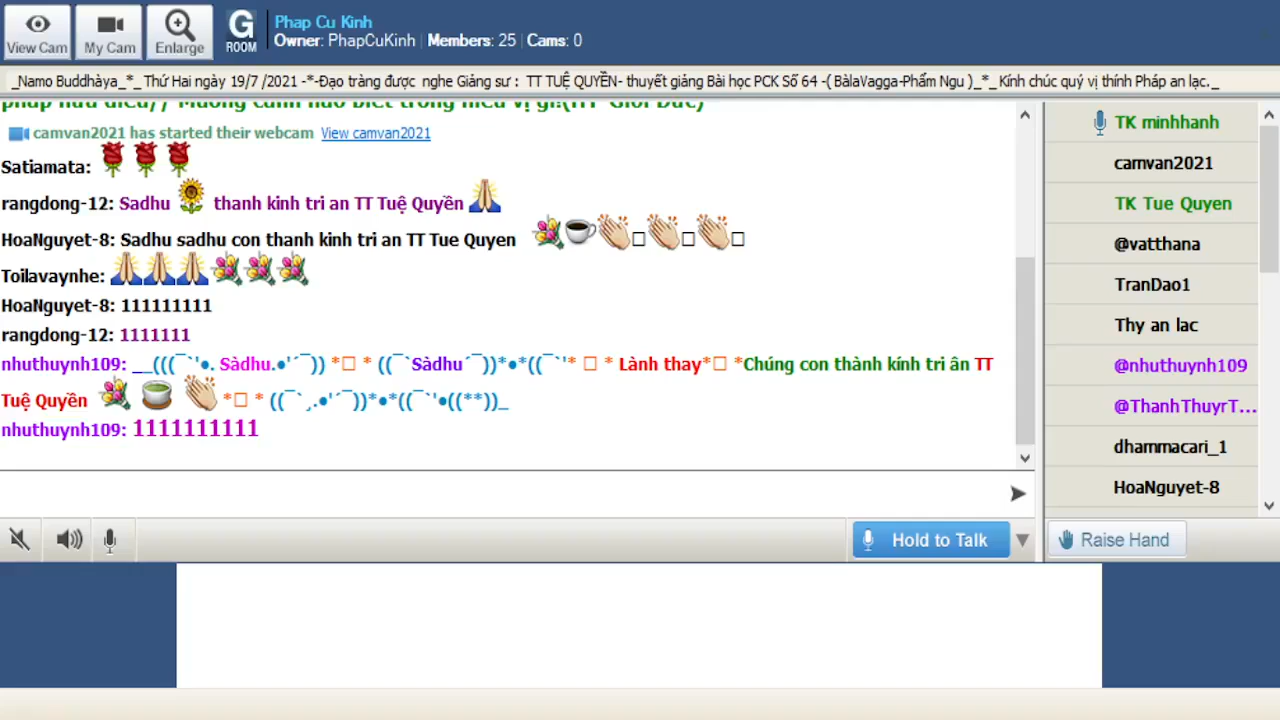 View Cam
My Cam
Enlarge
G
ROOM
Phap Cu Kinh
Owner: PhapCuKinh | Members: 25 | Cams: 0
_Namo Buddhàya_*_ Thứ Hai ngày 19/7 /2021 -*-Đạo tràng được nghe Giảng sư : TT TUỆ QUYỀN- thuyết giảng Bài học PCK Số 64 -( BàlaVagga-Phẩm Ngu )_*_ Kính chúc quý vị thính Pháp an lạc._
camvan2021 has started their webcam View camvan2021
Satiamata: 🌹🌹🌹
rangdong-12: Sadhu 🌻 thanh kinh tri an TT Tuệ Quyền 🙏
HoaNguyet-8: Sadhu sadhu con thanh kinh tri an TT Tue Quyen 💐☕👏👏👏
Toilavaynhe: 🙏🙏🙏💐💐💐
HoaNguyet-8: 111111111
rangdong-12: 1111111
nhuthuynh109: __(((¯`'●. Sàdhu.●'´¯)) *□ * ((¯`Sàdhu´¯))*●*((¯`'* □ * Lành thay*□ *Chúng con thành kính tri ân TT
Tuệ Quyền 💐 🍵 👏 *□ * ((¯`¸.●'´¯))*●*((¯`'●((**))_
nhuthuynh109: 1111111111
Hold to Talk
TK minhhanh
camvan2021
TK Tue Quyen
@vatthana
TranDao1
Thy an lac
@nhuthuynh109
@ThanhThuyrT...
dhammacari_1
HoaNguyet-8
Raise Hand